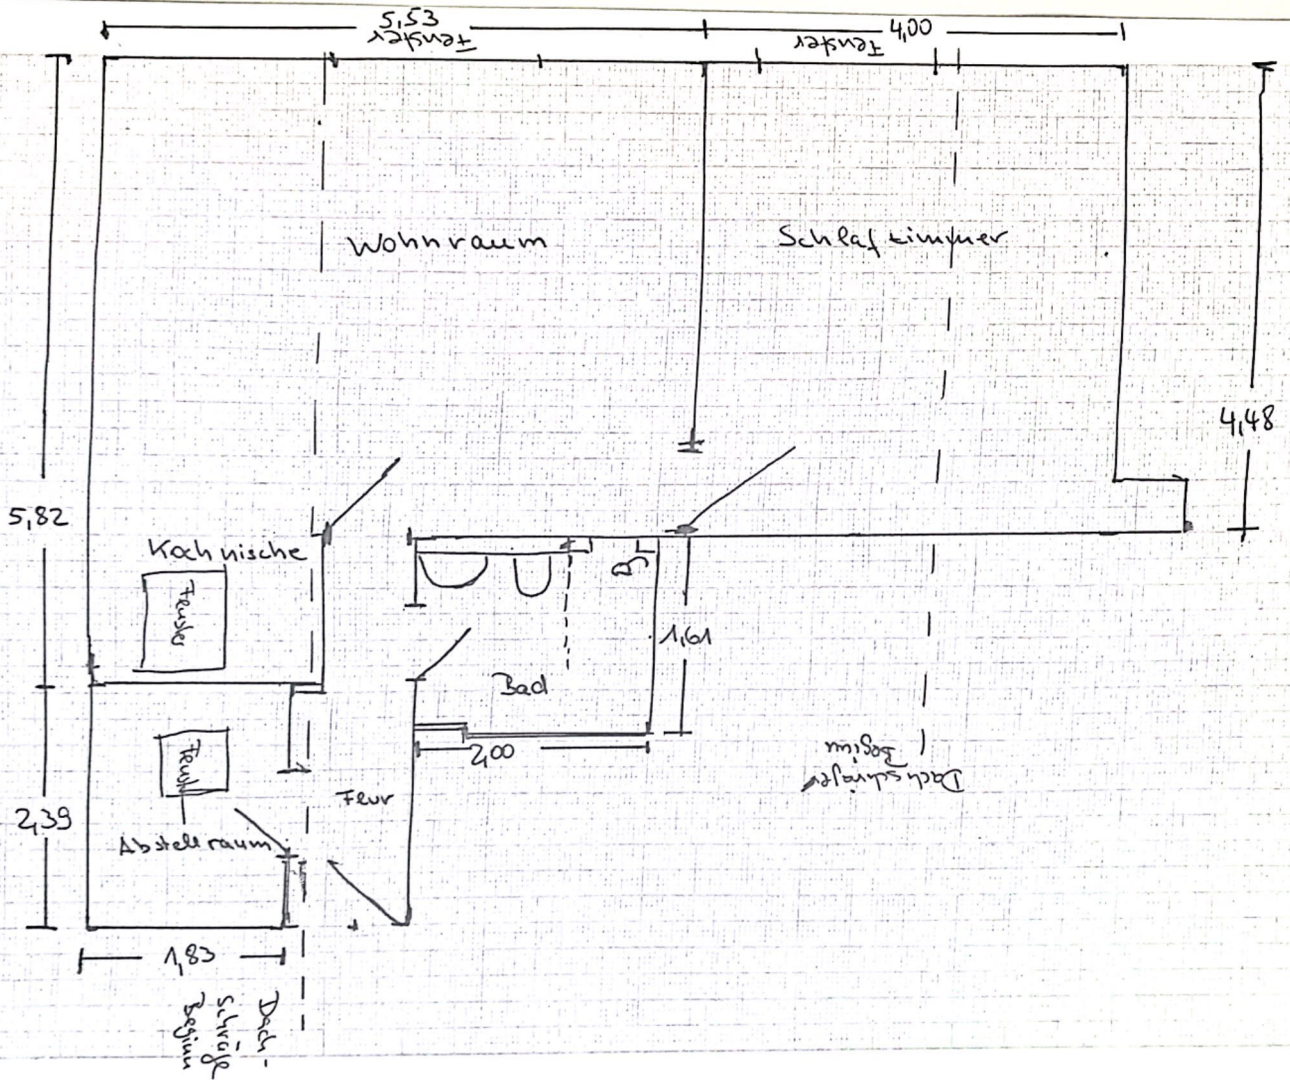 5,53
Fenster
4,00
Fenster
Wohnraum
Schlafzimmer
4,48
5,82
Kochnische
Fenster
1,61
Bad
2,00
Dachschräge
Beginn
Flur
2,39
Abstellraum
1,83
Dach-
schräge
Beginn